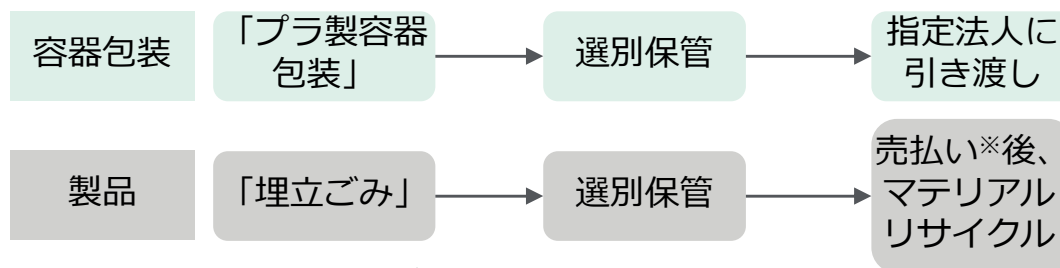 容器包装
「プラ製容器
包装」
選別保管
指定法人に
引き渡し
製品
「埋立ごみ」
選別保管
売払い※後、
マテリアル
リサイクル